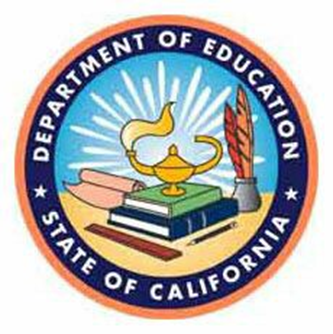 DEPARTMENT OF EDUCATION
STATE OF CALIFORNIA